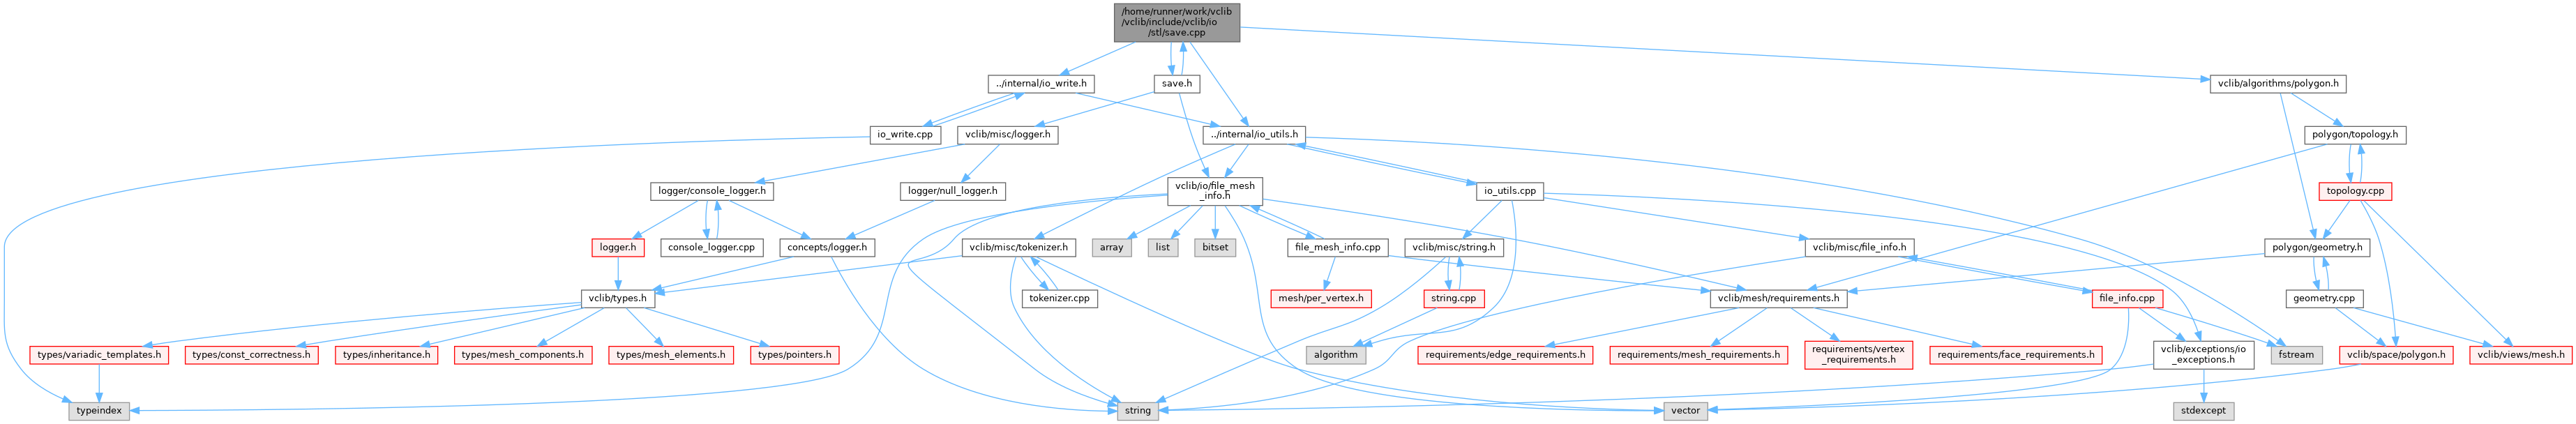 /home/runner/work/vclib
/vclib/include/vclib/io
/stl/save.cpp
../internal/io_write.h
save.h
vclib/algorithms/polygon.h
io_write.cpp
vclib/misc/logger.h
../internal/io_utils.h
polygon/topology.h
logger/console_logger.h
logger/null_logger.h
vclib/io/file_mesh
_info.h
io_utils.cpp
topology.cpp
logger.h
console_logger.cpp
concepts/logger.h
vclib/misc/tokenizer.h
array
list
bitset
file_mesh_info.cpp
vclib/misc/string.h
vclib/misc/file_info.h
polygon/geometry.h
vclib/types.h
tokenizer.cpp
mesh/per_vertex.h
string.cpp
vclib/mesh/requirements.h
file_info.cpp
geometry.cpp
types/variadic_templates.h
types/const_correctness.h
types/inheritance.h
types/mesh_components.h
types/mesh_elements.h
types/pointers.h
algorithm
requirements/edge_requirements.h
requirements/mesh_requirements.h
requirements/vertex
_requirements.h
requirements/face_requirements.h
vclib/exceptions/io
_exceptions.h
fstream
vclib/space/polygon.h
vclib/views/mesh.h
typeindex
string
vector
stdexcept